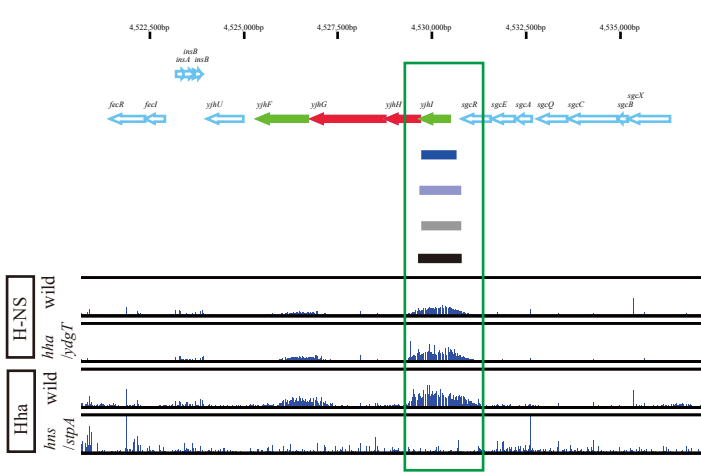 4,522,500bp 4,525,000bp 4,527,500bp 4,530,000bp 4,532,500bp 4,535,000bp
insB
insA insB
sgcX
fecR fecI yjhU yjhF yjhG yjhH yjhI sgcR sgcE sgcA sgcQ sgcC sgcB
H-NS
wild
hha
/ydgT
Hha
wild
hns
/stpA